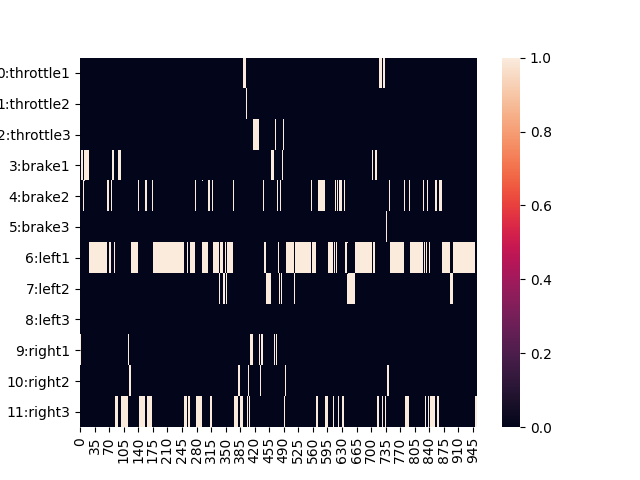 0:throttle1
1:throttle2
2:throttle3
3:brake1
4:brake2
5:brake3
6:left1
7:left2
8:left3
9:right1
10:right2
11:right3
0 35 70 105 140 175 210 245 280 315 350 385 420 455 490 525 560 595 630 665 700 735 770 805 840 875 910 945
1.0
0.8
0.6
0.4
0.2
0.0